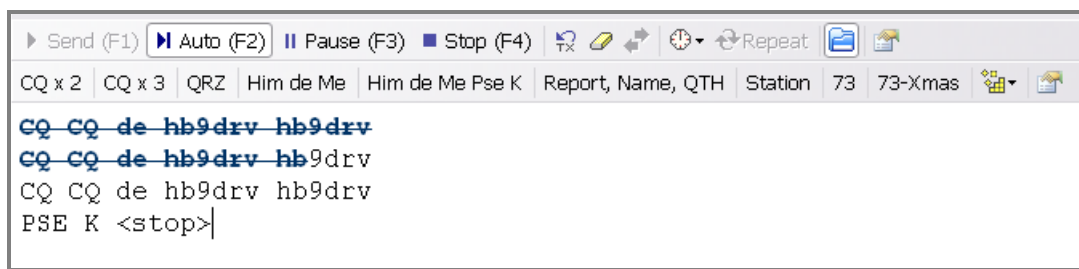 Send (F1) Auto (F2) Pause (F3) Stop (F4) TX Repeat
CQ x 2 CQ x 3 QRZ Him de Me Him de Me Pse K Report, Name, QTH Station 73 73-Xmas
CQ CQ de hb9drv hb9drv
CQ CQ de hb9drv hb9drv
CQ CQ de hb9drv hb9drv
PSE K <stop>